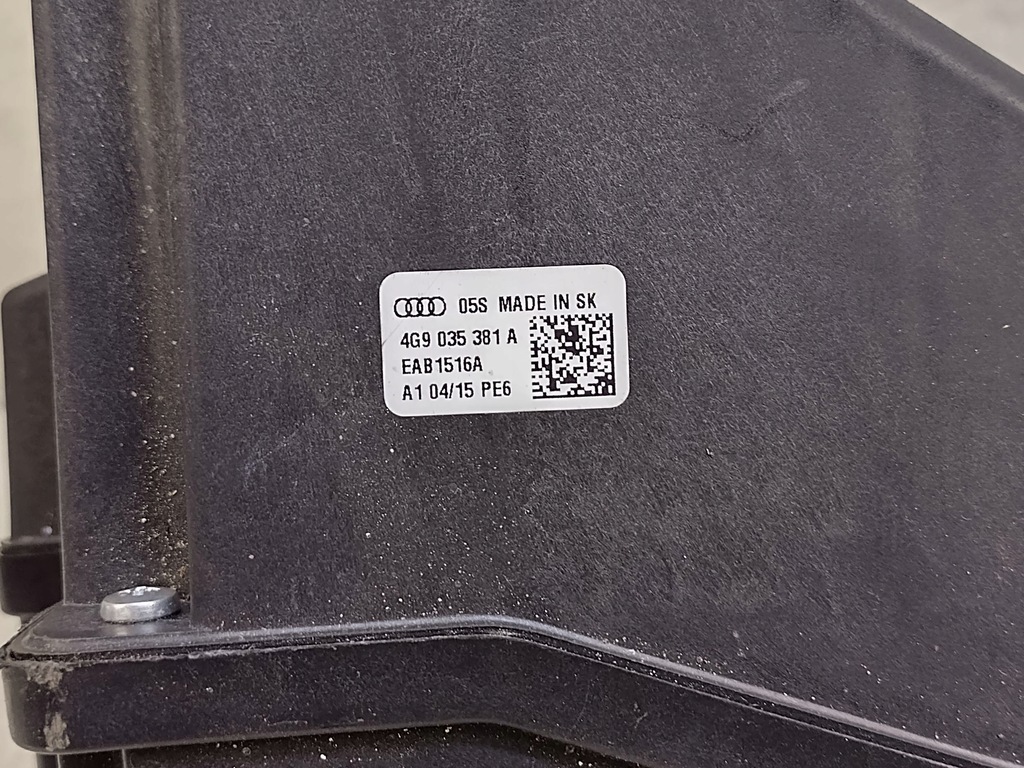 05S MADE IN SK
4G9 035 381 A
EAB1516A
A1 04/15 PE6